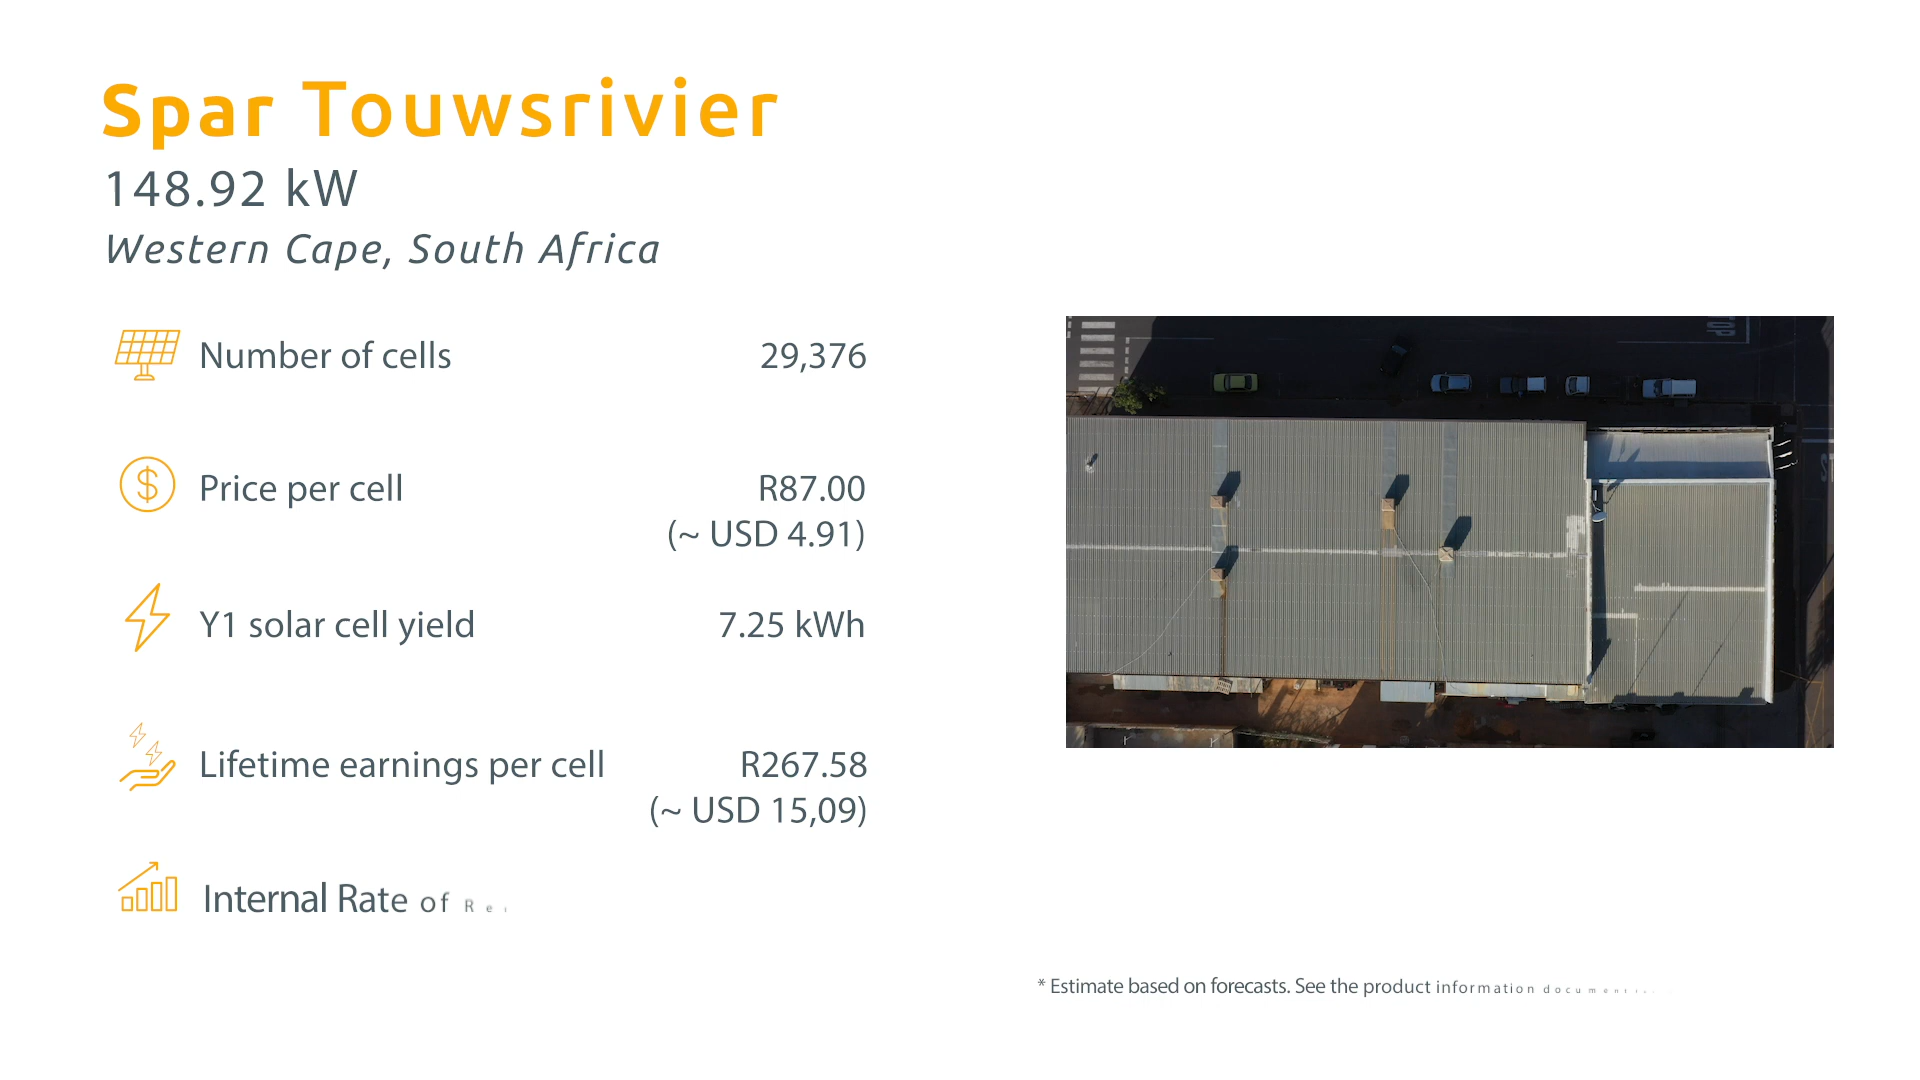 Spar Touwsrivier
148.92 kW
Western Cape, South Africa
Number of cells 29,376
Price per cell R87.00
(~ USD 4.91)
Y1 solar cell yield 7.25 kWh
Lifetime earnings per cell R267.58
(~ USD 15,09)
Internal Rate of
* Estimate based on forecasts. See the product information